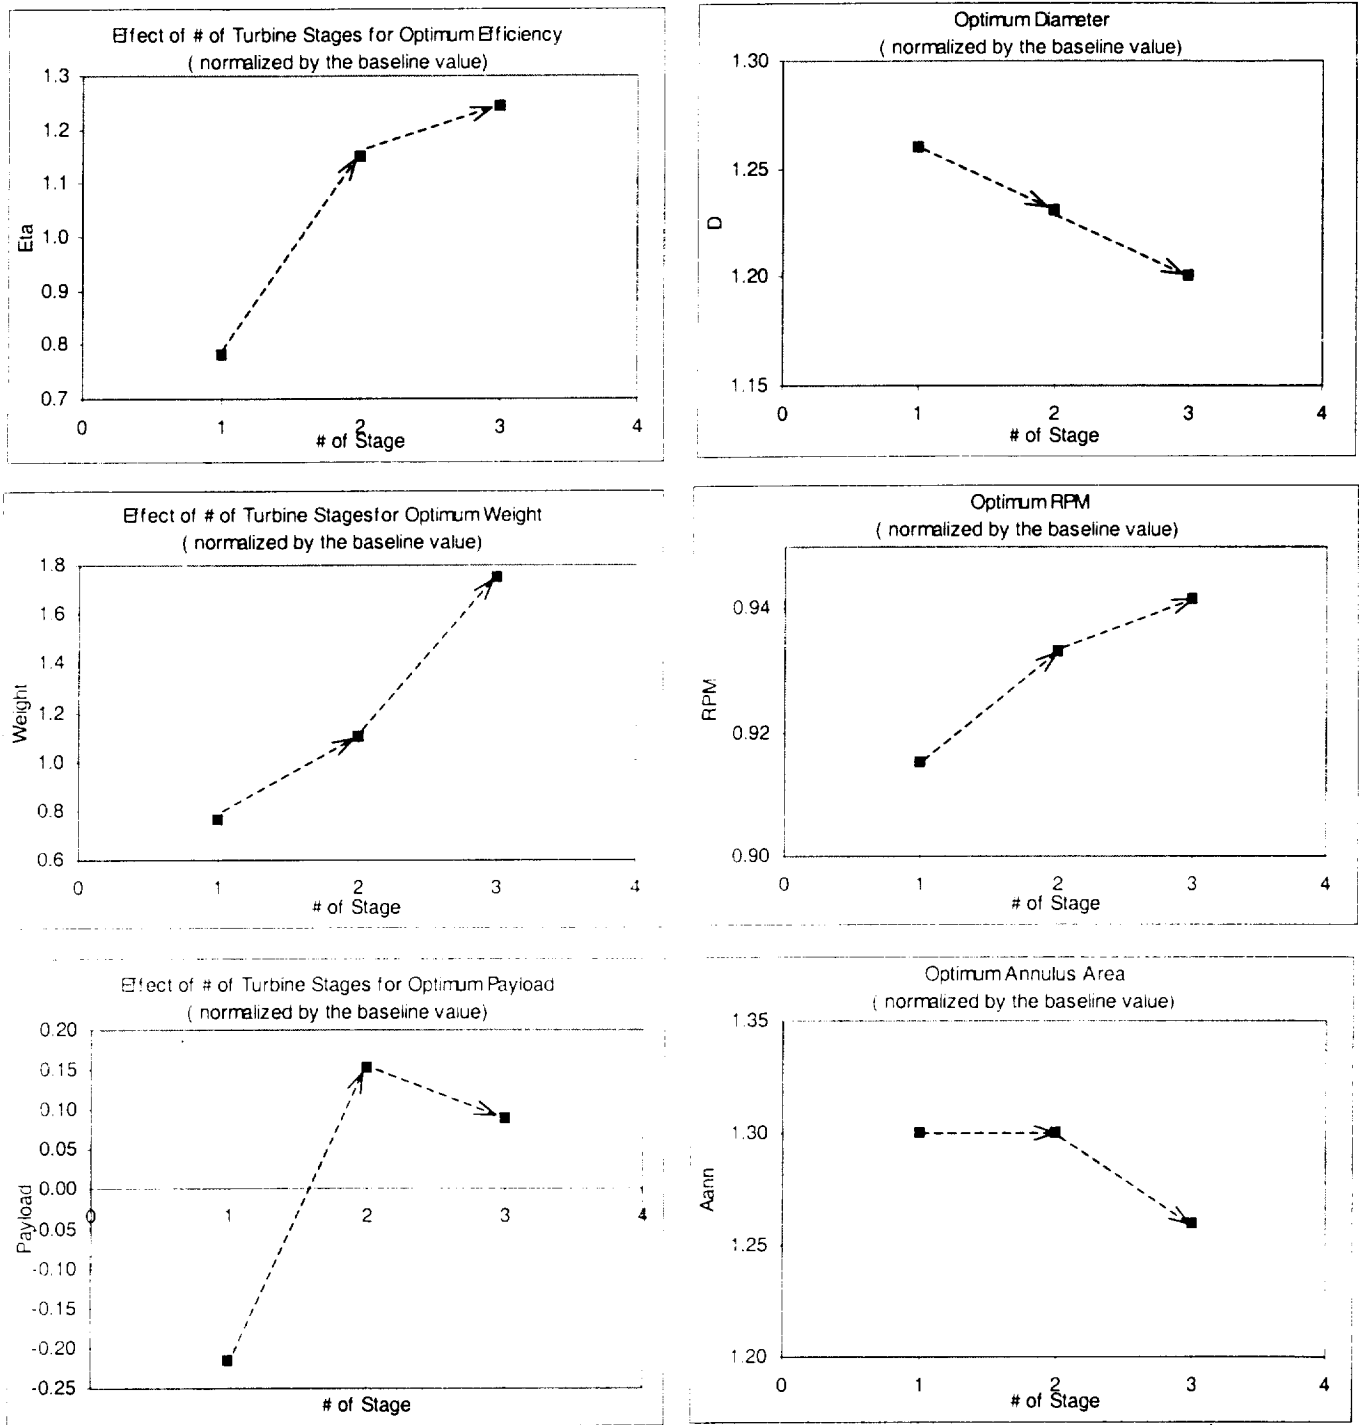 Effect of # of Turbine Stages for Optimum Efficiency
( normalized by the baseline value)
1.3
1.2
1.1
1.0
0.9
0.8
0.7
Eta
0 1 2 3 4
# of Stage
Optimum Diameter
( normalized by the baseline value)
1.30
1.25
1.20
1.15
D
0 1 2 3 4
# of Stage
Effect of # of Turbine Stagesfor Optimum Weight
( normalized by the baseline value)
1.8
1.6
1.4
1.2
1.0
0.8
0.6
Weight
0 1 2 3 4
# of Stage
Optimum RPM
( normalized by the baseline value)
0.94
0.92
0.90
RPM
0 1 2 3 4
# of Stage
Effect of # of Turbine Stages for Optimum Payload
( normalized by the baseline value)
0.20
0.15
0.10
0.05
0.00
-0.05
-0.10
-0.15
-0.20
-0.25
Payload
0 1 2 3 4
# of Stage
Optimum Annulus Area
( normalized by the baseline value)
1.35
1.30
1.25
1.20
Aann
0 1 2 3 4
# of Stage